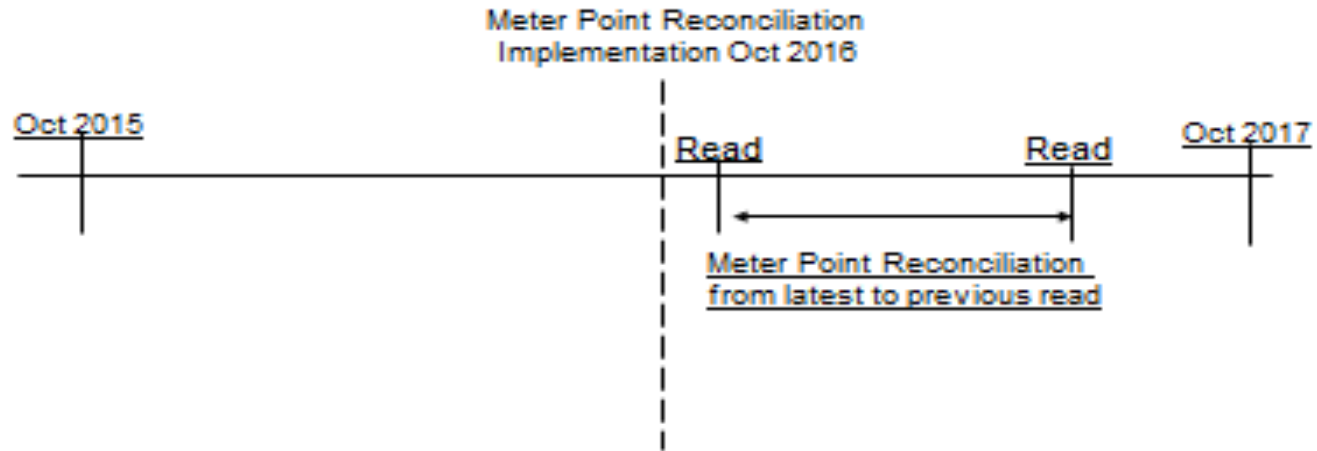 Meter Point Reconciliation
Implementation Oct 2016
Oct 2015
Read
Read
Oct 2017
Meter Point Reconciliation
from latest to previous read